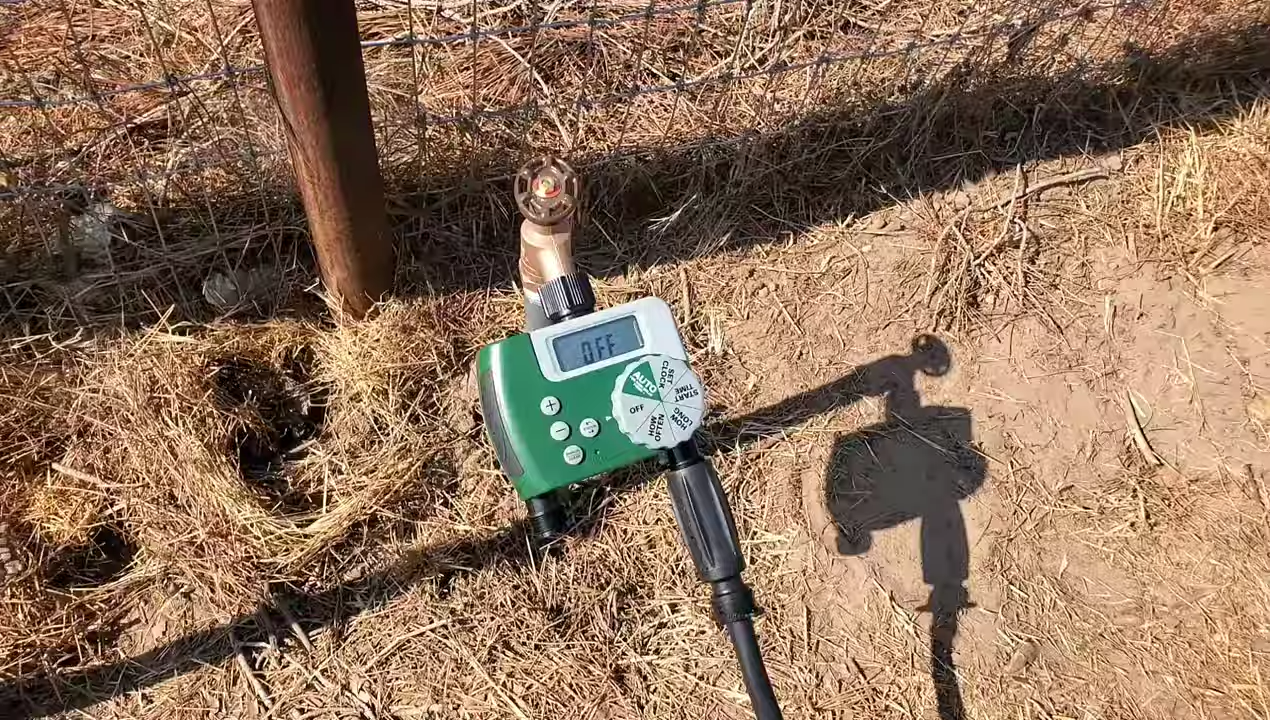 OFF
AUTO
SET
CLOCK
START
TIME
HOW
LONG
HOW
OFTEN
OFF
+
-